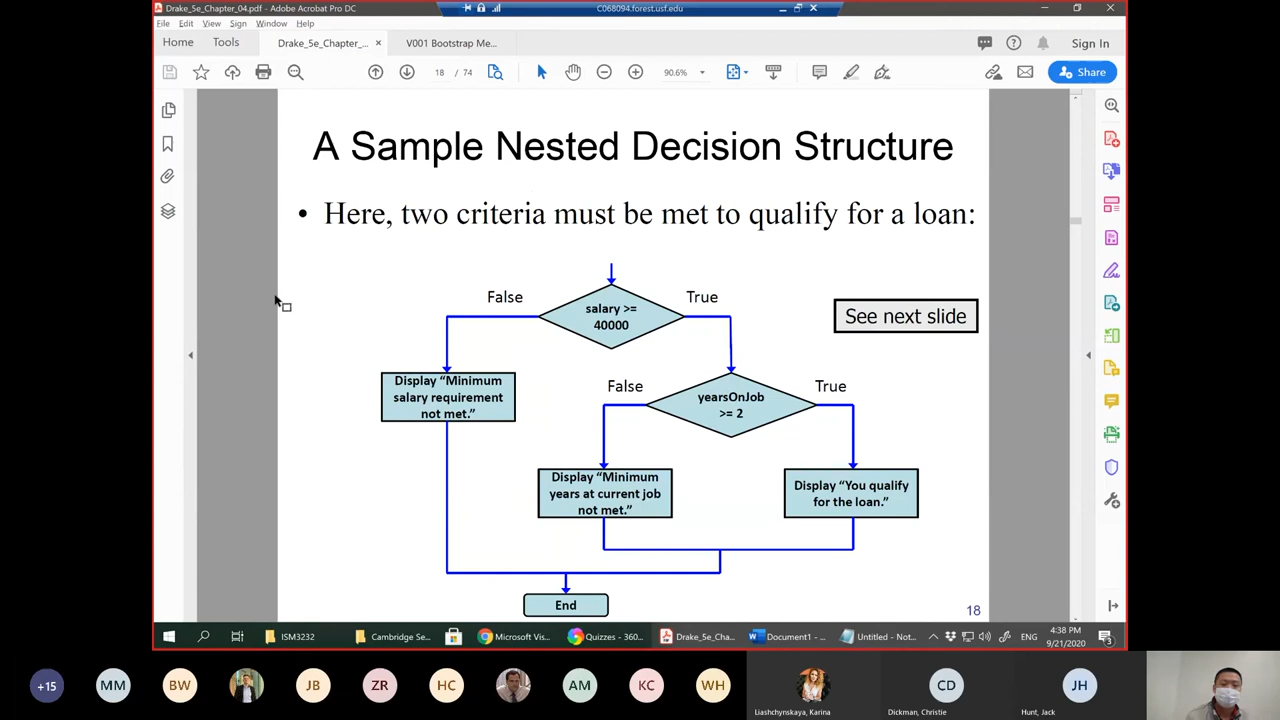 Drake_5e_Chapter_04.pdf - Adobe Acrobat Pro DC
C068094.forest.usf.edu
File Edit View Sign Window Help
Home Tools Drake_5e_Chapter_... × V001 Bootstrap Me... Sign In
18 / 74 90.6% Share
A Sample Nested Decision Structure
• Here, two criteria must be met to qualify for a loan:
False
salary >=
40000
True
See next slide
Display “Minimum
salary requirement
not met.”
False
yearsOnJob
>= 2
True
Display “Minimum
years at current job
not met.”
Display “You qualify
for the loan.”
End
18
ISM3232 Cambridge Se... Microsoft Vis... Quizzes - 360... Drake_5e_Cha... Document1 - ... Untitled - Not... ENG
4:38 PM
9/21/2020
3
+15 MM BW JB ZR HC AM KC WH CD JH
Liashchynskaya, Karina Dickman, Christie Hunt, Jack